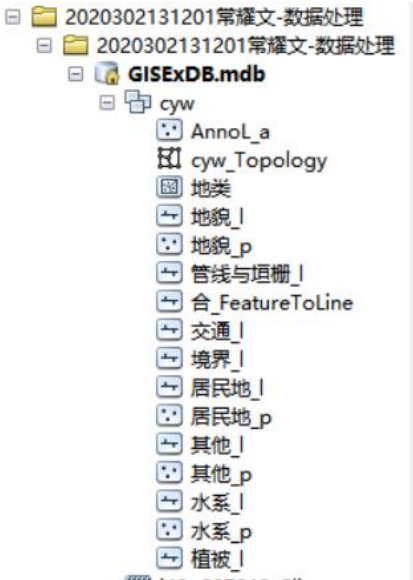 2020302131201常耀文-数据处理
2020302131201常耀文-数据处理
GISExDB.mdb
cyw
AnnoL_a
cyw_Topology
地类
地貌_l
地貌_p
管线与垣栅_l
合_FeatureToLine
交通_l
境界_l
居民地_l
居民地_p
其他_l
其他_p
水系_l
水系_p
植被_l